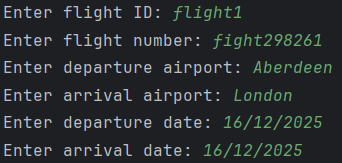 Enter flight ID: flight1
Enter flight number: fight298261
Enter departure airport: Aberdeen
Enter arrival airport: London
Enter departure date: 16/12/2025
Enter arrival date: 16/12/2025